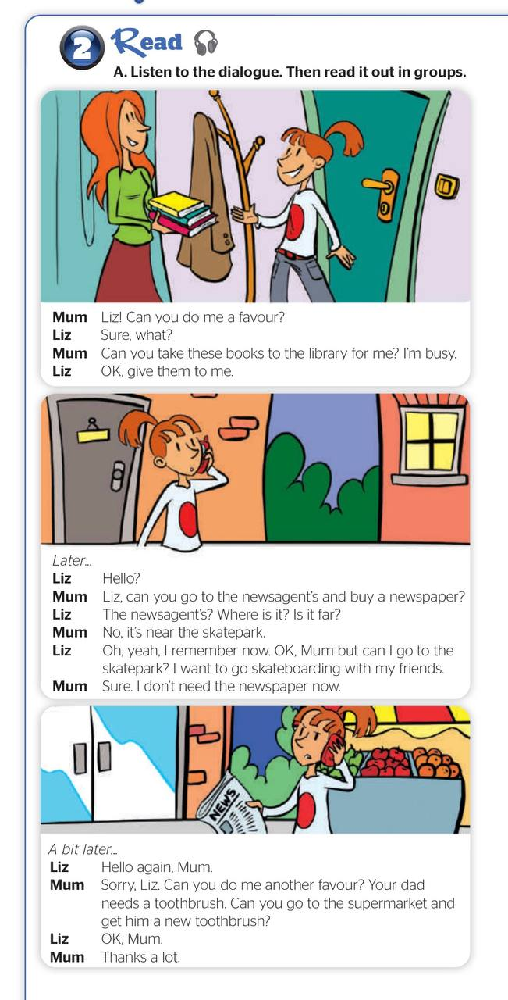 2 Read
A. Listen to the dialogue. Then read it out in groups.
Mum Liz! Can you do me a favour?
Liz Sure, what?
Mum Can you take these books to the library for me? I'm busy.
Liz OK, give them to me.
Later...
Liz Hello?
Mum Liz, can you go to the newsagent's and buy a newspaper?
Liz The newsagent's? Where is it? Is it far?
Mum No, it's near the skatepark.
Liz Oh, yeah, I remember now. OK, Mum but can I go to the
skatepark? I want to go skateboarding with my friends.
Mum Sure. I don't need the newspaper now.
NEWS
A bit later...
Liz Hello again, Mum.
Mum Sorry, Liz. Can you do me another favour? Your dad
needs a toothbrush. Can you go to the supermarket and
get him a new toothbrush?
Liz OK, Mum.
Mum Thanks a lot.